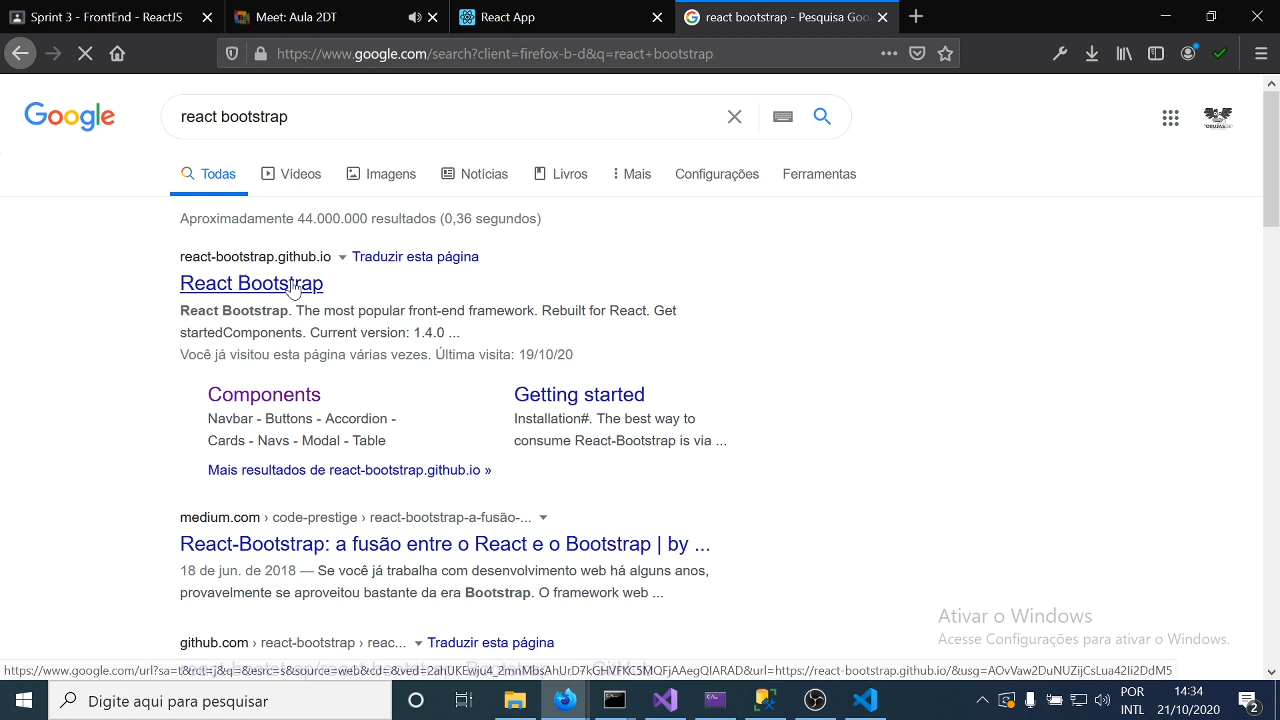 Sprint 3 - FrontEnd - ReactJS
Meet: Aula 2DT
React App
react bootstrap - Pesquisa Goo
https://www.google.com/search?client=firefox-b-d&q=react+bootstrap
Google
react bootstrap
Todas
Vídeos
Imagens
Notícias
Livros
Mais
Configurações
Ferramentas
Aproximadamente 44.000.000 resultados (0,36 segundos)
react-bootstrap.github.io
Traduzir esta página
React Bootstrap
React Bootstrap. The most popular front-end framework. Rebuilt for React. Get
startedComponents. Current version: 1.4.0 ...
Você já visitou esta página várias vezes. Última visita: 19/10/20
Components
Navbar - Buttons - Accordion -
Cards - Navs - Modal - Table
Getting started
Installation#. The best way to
consume React-Bootstrap is via ...
Mais resultados de react-bootstrap.github.io »
medium.com › code-prestige › react-bootstrap-a-fusão-...
React-Bootstrap: a fusão entre o React e o Bootstrap | by ...
18 de jun. de 2018 — Se você já trabalha com desenvolvimento web há alguns anos,
provavelmente se aproveitou bastante da era Bootstrap. O framework web ...
github.com › react-bootstrap › reac...
Traduzir esta página
Ativar o Windows
Acesse Configurações para ativar o Windows.
Digite aqui para pesquisar
POR
INTL
14:34
21/10/2020
2